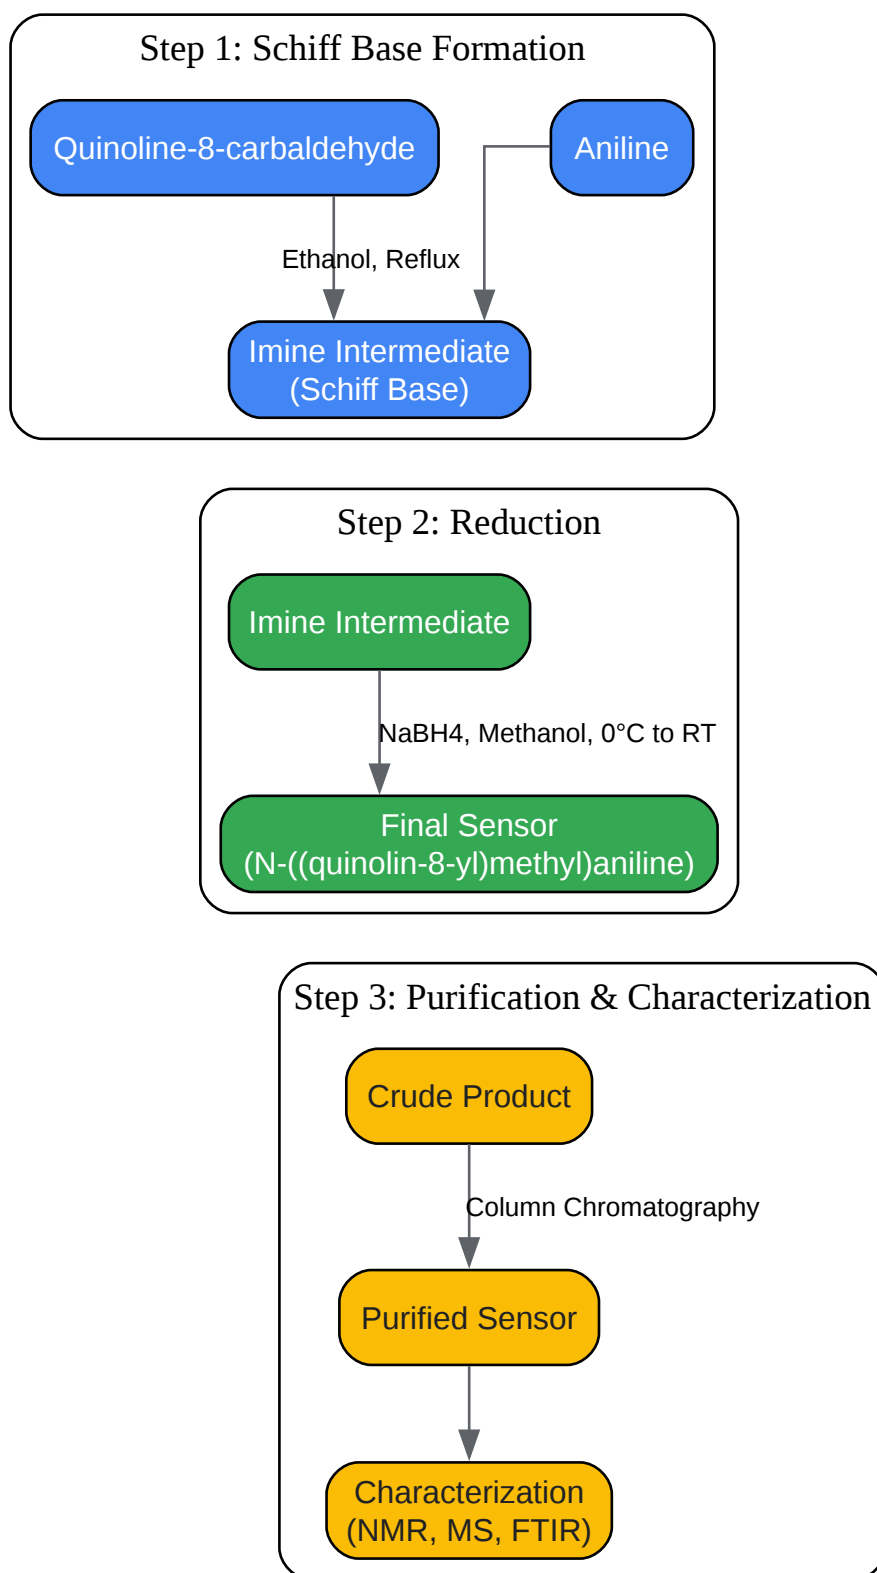 Step 1: Schiff Base Formation
Quinoline-8-carbaldehyde
Aniline
Ethanol, Reflux
Imine Intermediate
(Schiff Base)
Step 2: Reduction
Imine Intermediate
NaBH4, Methanol, 0°C to RT
Final Sensor
(N-((quinolin-8-yl)methyl)aniline)
Step 3: Purification & Characterization
Crude Product
Column Chromatography
Purified Sensor
Characterization
(NMR, MS, FTIR)